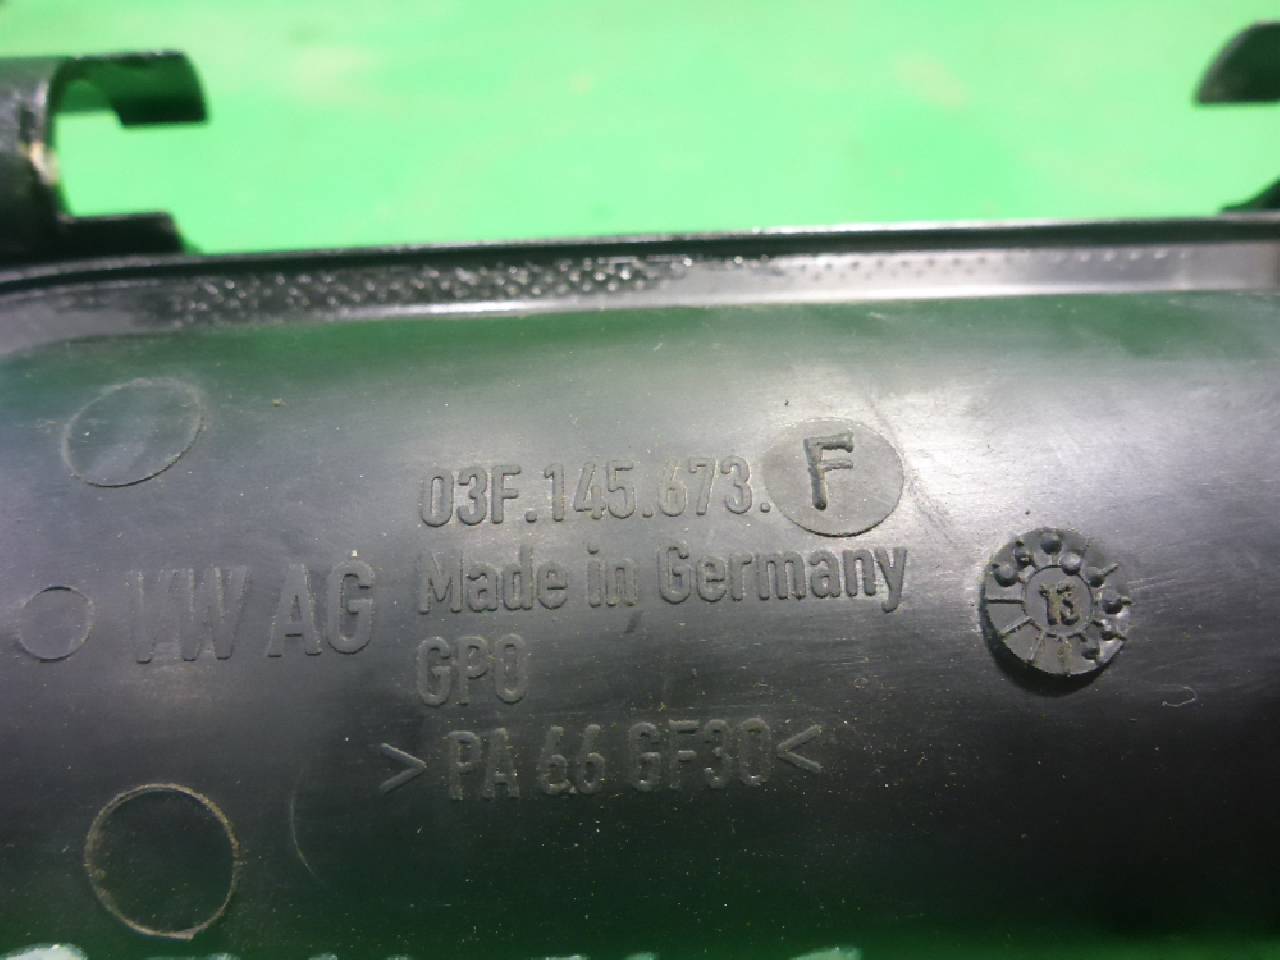 03F.145.673.F
VW AG
Made in Germany
GPO
>PA 6.6 GF30<
13